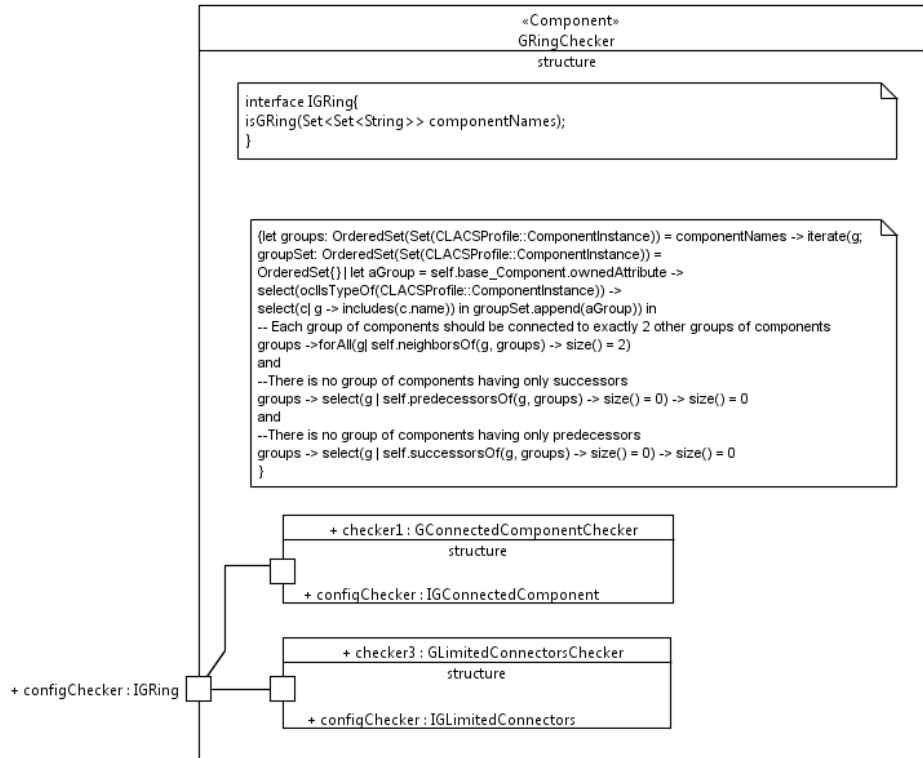 «Component»
GRingChecker
structure
interface IGRing{
isGRing(Set<Set<String>> componentNames);
}
{let groups: OrderedSet(Set(CLACSProfile::ComponentInstance)) = componentNames -> iterate(g;
groupSet: OrderedSet(Set(CLACSProfile::ComponentInstance)) =
OrderedSet{} | let aGroup = self.base_Component.ownedAttribute ->
select(oclIsTypeOf(CLACSProfile::ComponentInstance)) ->
select(c| g -> includes(c.name)) in groupSet.append(aGroup)) in
-- Each group of components should be connected to exactly 2 other groups of components
groups ->forAll(g| self.neighborsOf(g, groups) -> size() = 2)
and
--There is no group of components having only successors
groups -> select(g | self.predecessorsOf(g, groups) -> size() = 0) -> size() = 0
and
--There is no group of components having only predecessors
groups -> select(g | self.successorsOf(g, groups) -> size() = 0) -> size() = 0
}
+ checker1 : GConnectedComponentChecker
structure
+ configChecker : IGConnectedComponent
+ checker3 : GLimitedConnectorsChecker
structure
+ configChecker : IGRing
+ configChecker : IGLimitedConnectors